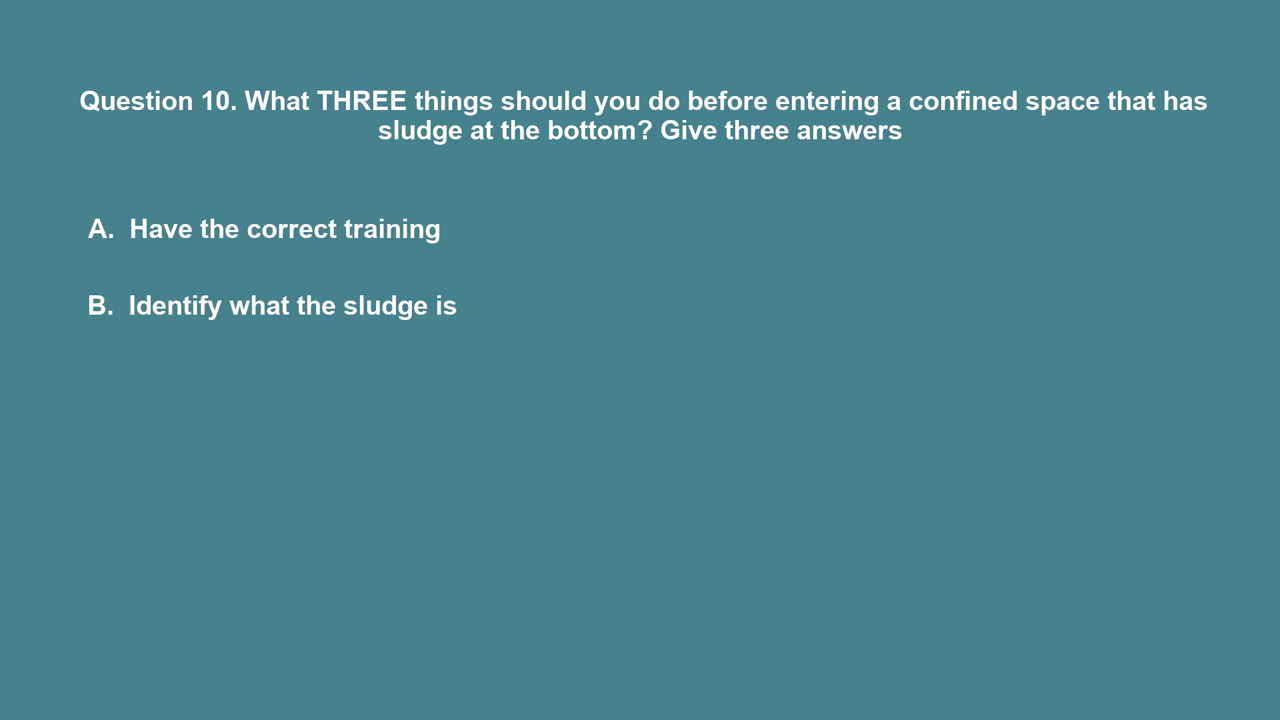 Question 10. What THREE things should you do before entering a confined space that has
sludge at the bottom? Give three answers
A. Have the correct training
B. Identify what the sludge is